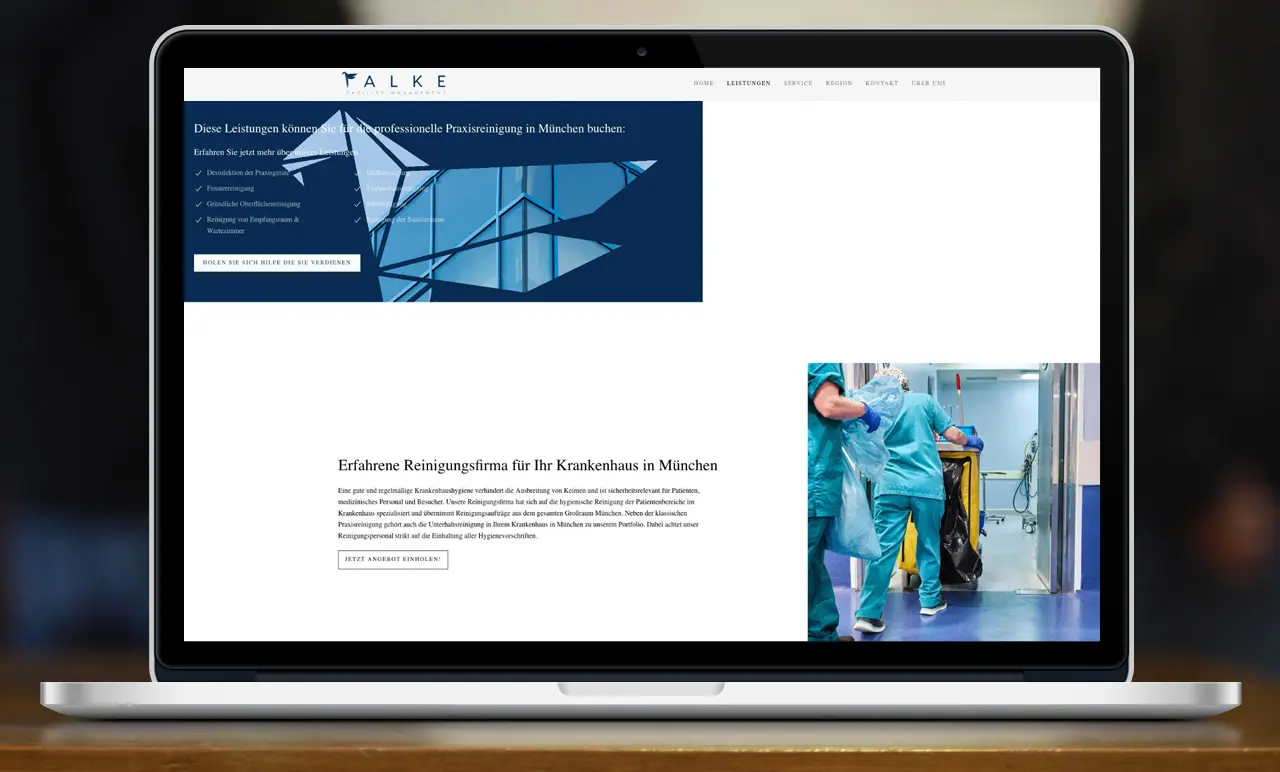 FALKE
FACILITY MANAGEMENT
HOME LEISTUNGEN SERVICE REGION KONTAKT ÜBER UNS
Diese Leistungen können Sie für die professionelle Praxisreinigung in München buchen:
Erfahren Sie jetzt mehr über unsere Leistungen
Desinfektion der Praxisgeräte
Fensterreinigung
Gründliche Oberflächenreinigung
Reinigung von Empfangsraum &
Wartezimmer
Reinigung der Sanitärräume
HOLEN SIE SICH HILFE DIE SIE VERDIENEN
Erfahrene Reinigungsfirma für Ihr Krankenhaus in München
Eine gute und regelmäßige Krankenhaushygiene verhindert die Ausbreitung von Keimen und ist sicherheitsrelevant für Patienten,
medizinisches Personal und Besucher. Unsere Reinigungsfirma hat sich auf die hygienische Reinigung der Patientenbereiche im
Krankenhaus spezialisiert und übernimmt Reinigungsaufträge aus dem gesamten Großraum München. Neben der klassischen
Praxisreinigung gehört auch die Unterhaltsreinigung in Ihrem Krankenhaus in München zu unserem Portfolio. Dabei achtet unser
Reinigungspersonal strikt auf die Einhaltung aller Hygienevorschriften.
JETZT ANGEBOT EINHOLEN!